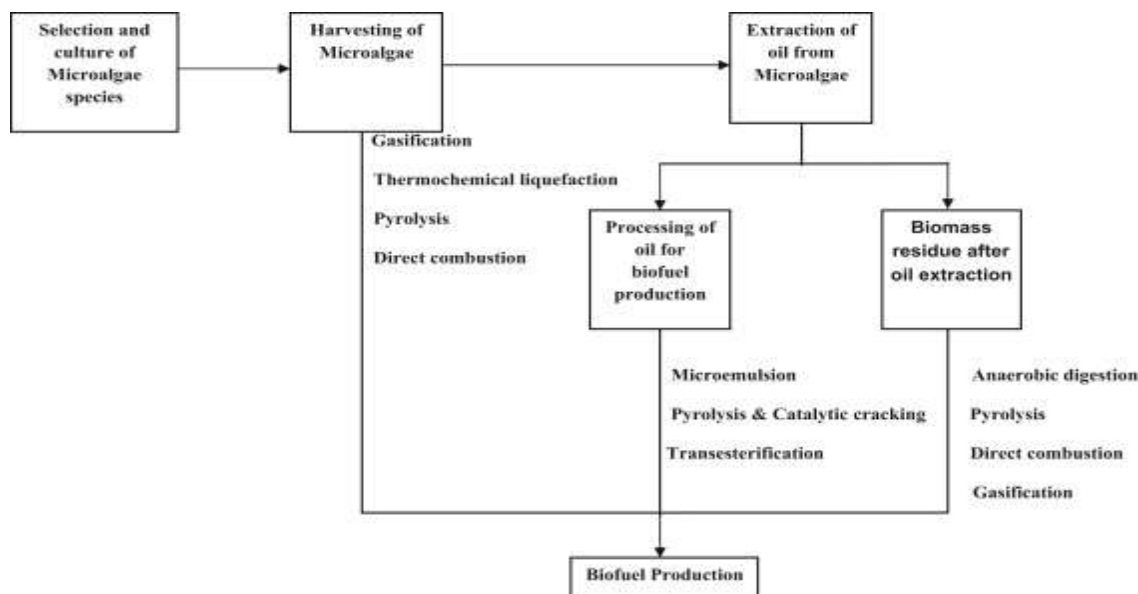 Selection and
culture of
Microalgae
species
Harvesting of
Microalgae
Extraction of
oil from
Microalgae
Gasification
Thermochemical liquefaction
Pyrolysis
Direct combustion
Processing of
oil for
biofuel
production
Biomass
residue after
oil extraction
Microemulsion
Pyrolysis & Catalytic cracking
Transesterification
Anaerobic digestion
Pyrolysis
Direct combustion
Gasification
Biofuel Production